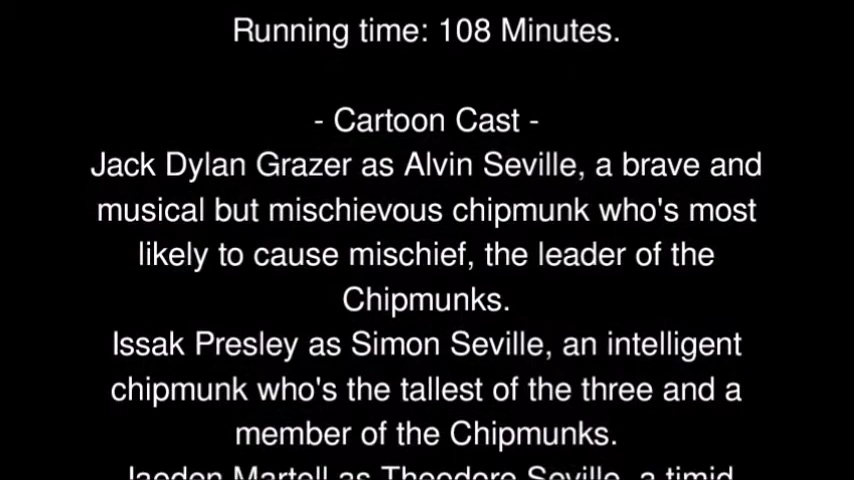 Running time: 108 Minutes.
- Cartoon Cast -
Jack Dylan Grazer as Alvin Seville, a brave and
musical but mischievous chipmunk who's most
likely to cause mischief, the leader of the
Chipmunks.
Issak Presley as Simon Seville, an intelligent
chipmunk who's the tallest of the three and a
member of the Chipmunks.
Jaeden Martell as Theodore Seville, a timid